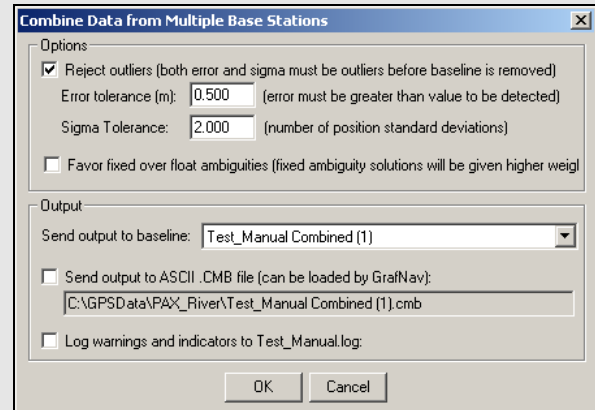 Combine Data from Multiple Base Stations
Options
Reject outliers (both error and sigma must be outliers before baseline is removed)
Error tolerance (m): 0.500 (error must be greater than value to be detected)
Sigma Tolerance: 2.000 (number of position standard deviations)
Favor fixed over float ambiguities (fixed ambiguity solutions will be given higher weigl
Output
Send output to baseline: Test_Manual Combined (1)
Send output to ASCII .CMB file (can be loaded by GrafNav):
C:\GPSData\PAX_River\Test_Manual Combined (1).cmb
Log warnings and indicators to Test_Manual.log:
OK Cancel